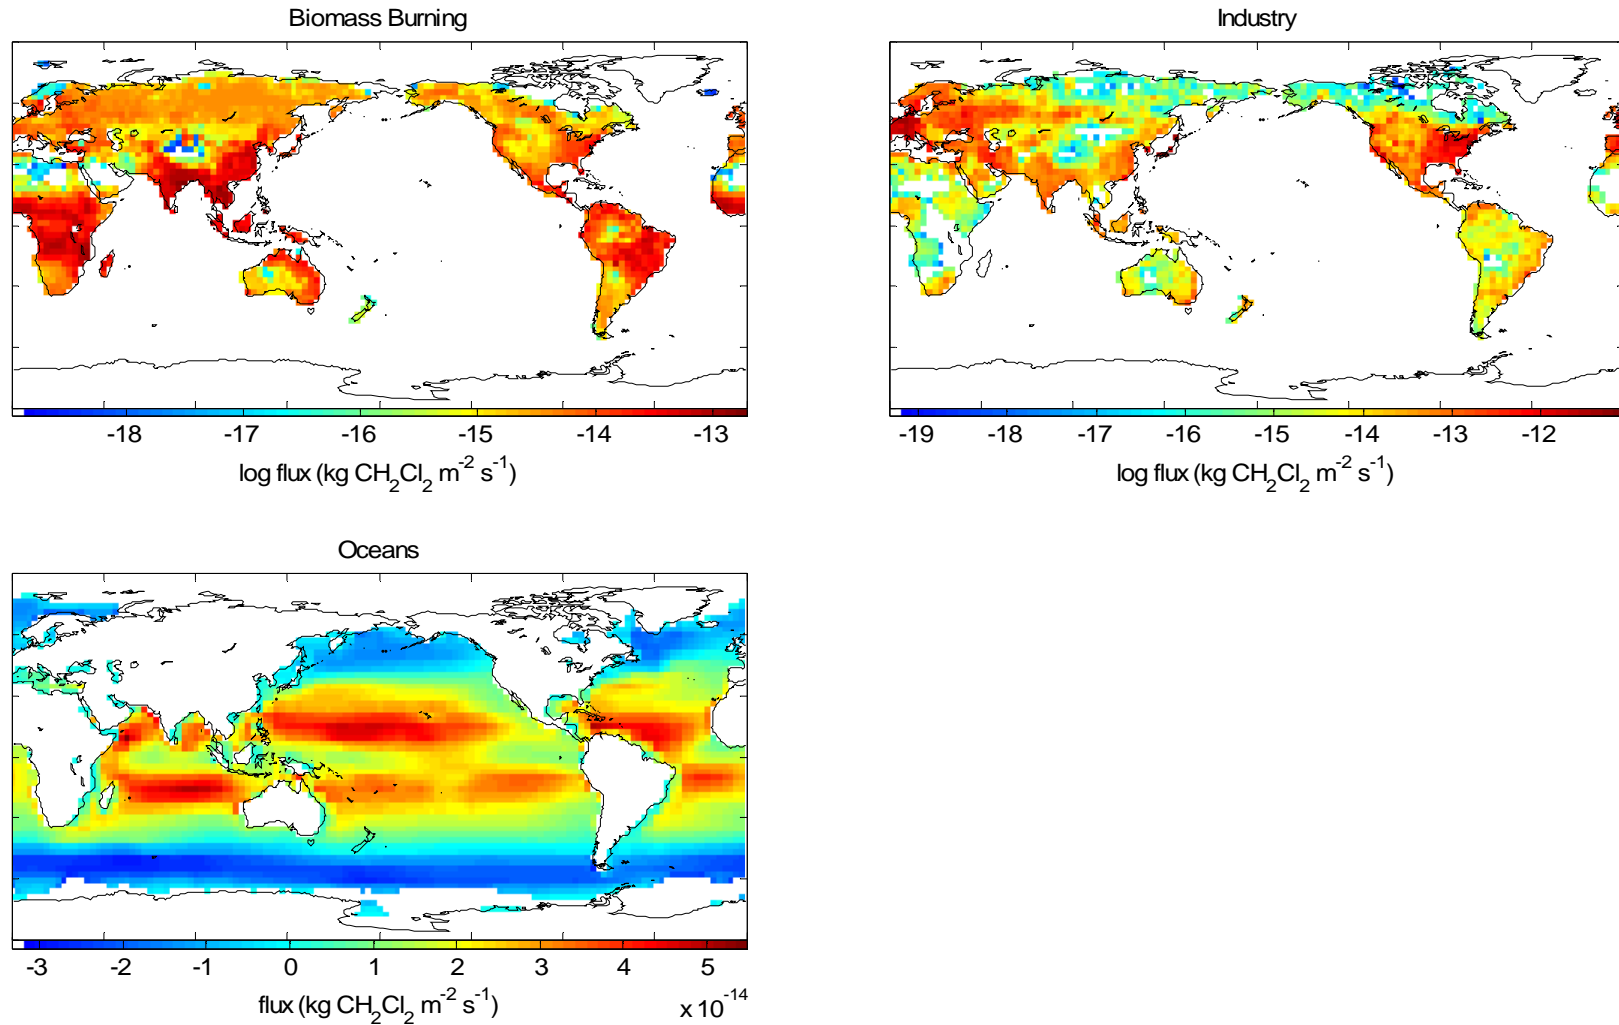 Biomass Burning
-18 -17 -16 -15 -14 -13
log flux (kg CH₂Cl₂ m⁻² s⁻¹)
Industry
-19 -18 -17 -16 -15 -14 -13 -12
log flux (kg CH₂Cl₂ m⁻² s⁻¹)
Oceans
-3 -2 -1 0 1 2 3 4 5
flux (kg CH₂Cl₂ m⁻² s⁻¹)
x 10⁻¹⁴